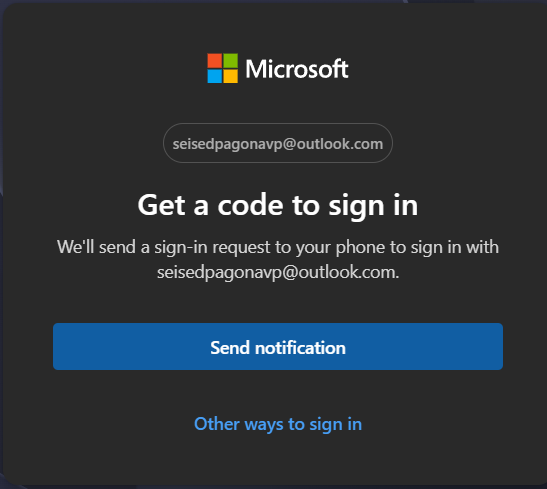 Microsoft
seisedpagonavp@outlook.com
Get a code to sign in
We'll send a sign-in request to your phone to sign in with
seisedpagonavp@outlook.com.
Send notification
Other ways to sign in